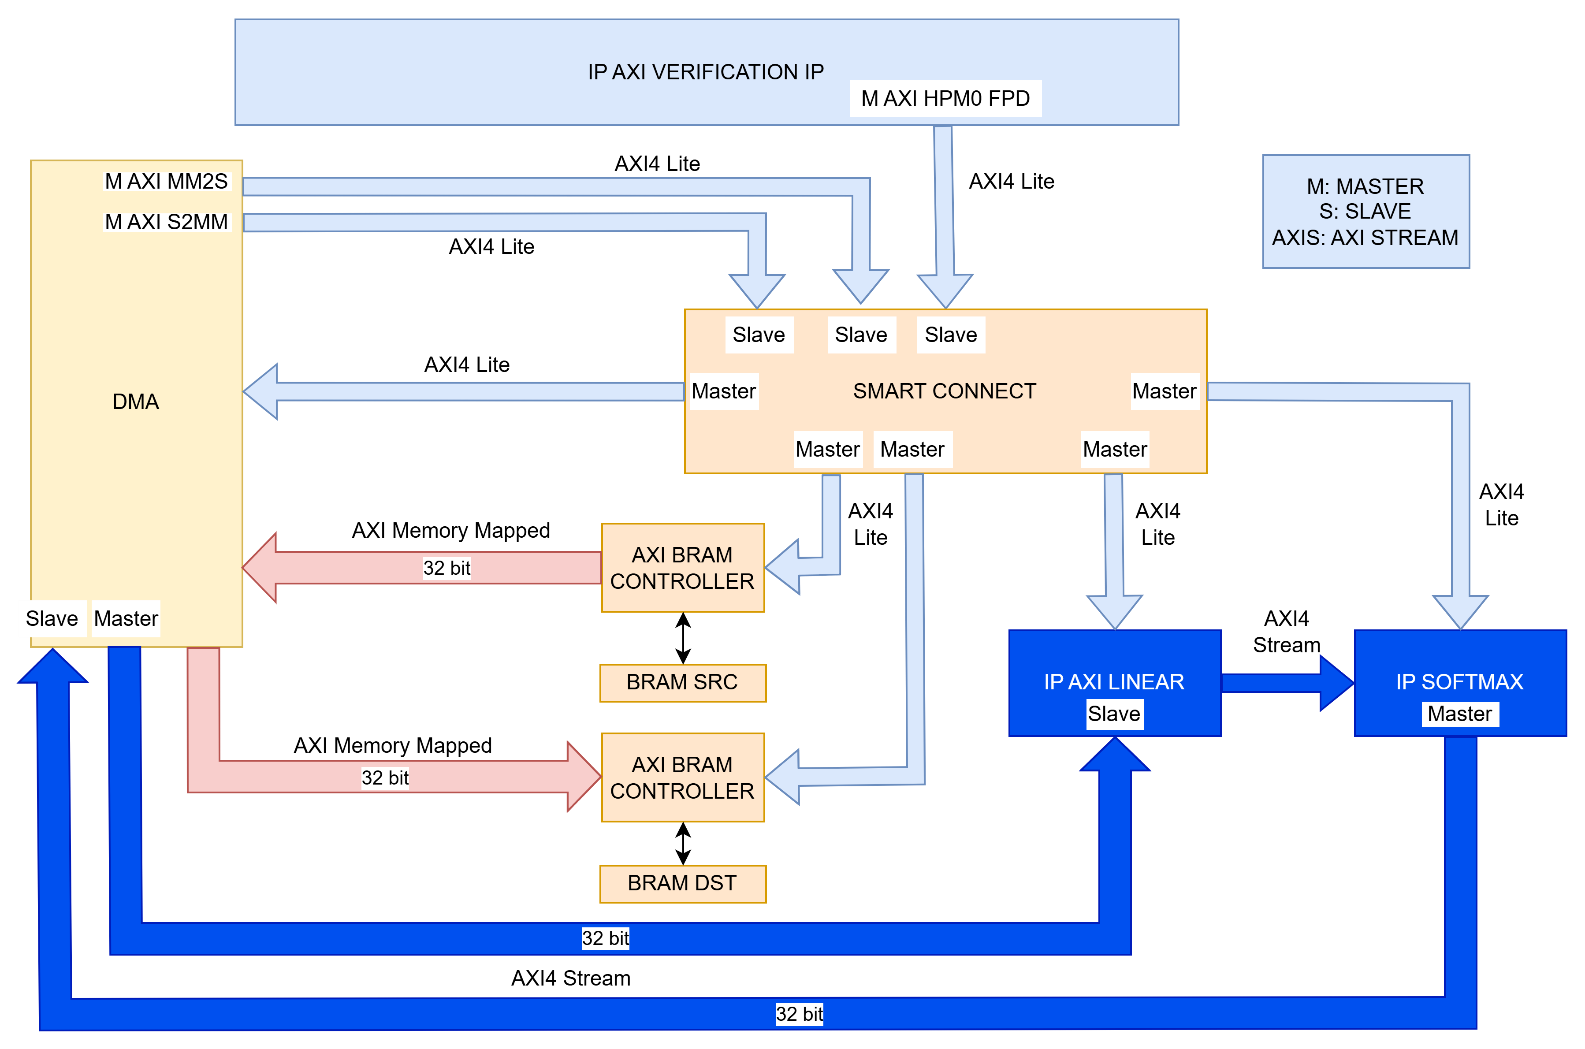 IP AXI VERIFICATION IP
M AXI HPM0 FPD
AXI4 Lite
M AXI MM2S
M AXI S2MM
AXI4 Lite
AXI4 Lite
M: MASTER
S: SLAVE
AXIS: AXI STREAM
Slave
Slave
Slave
AXI4 Lite
DMA
Master
SMART CONNECT
Master
Master
Master
Master
AXI4
Lite
AXI4
Lite
AXI4
Lite
AXI Memory Mapped
32 bit
AXI BRAM
CONTROLLER
Slave
Master
AXI4
Stream
BRAM SRC
IP AXI LINEAR
Slave
IP SOFTMAX
Master
AXI Memory Mapped
32 bit
AXI BRAM
CONTROLLER
BRAM DST
32 bit
AXI4 Stream
32 bit